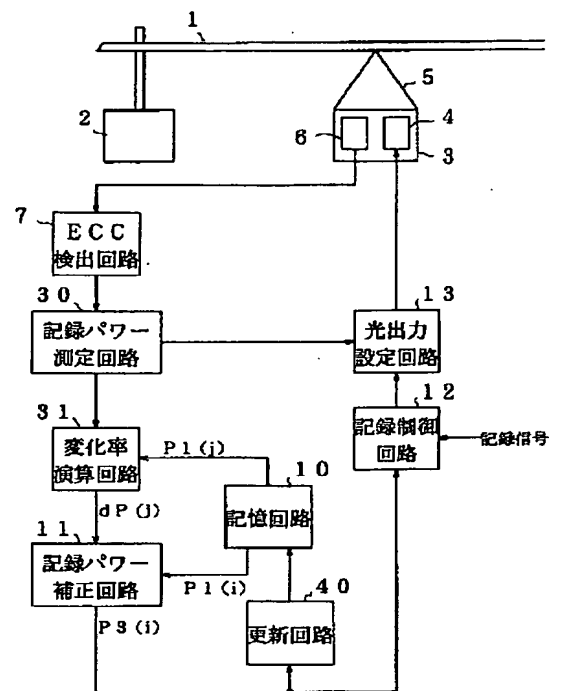 1
2
5
4
6
3
7
ECC
検出回路
30
記録パワー
測定回路
13
光出力
設定回路
31
変化率
演算回路
P1(j)
12
記録制御
回路
記録信号
10
記憶回路
dP(j)
11
記録パワー
補正回路
P1(i)
40
更新回路
P3(i)